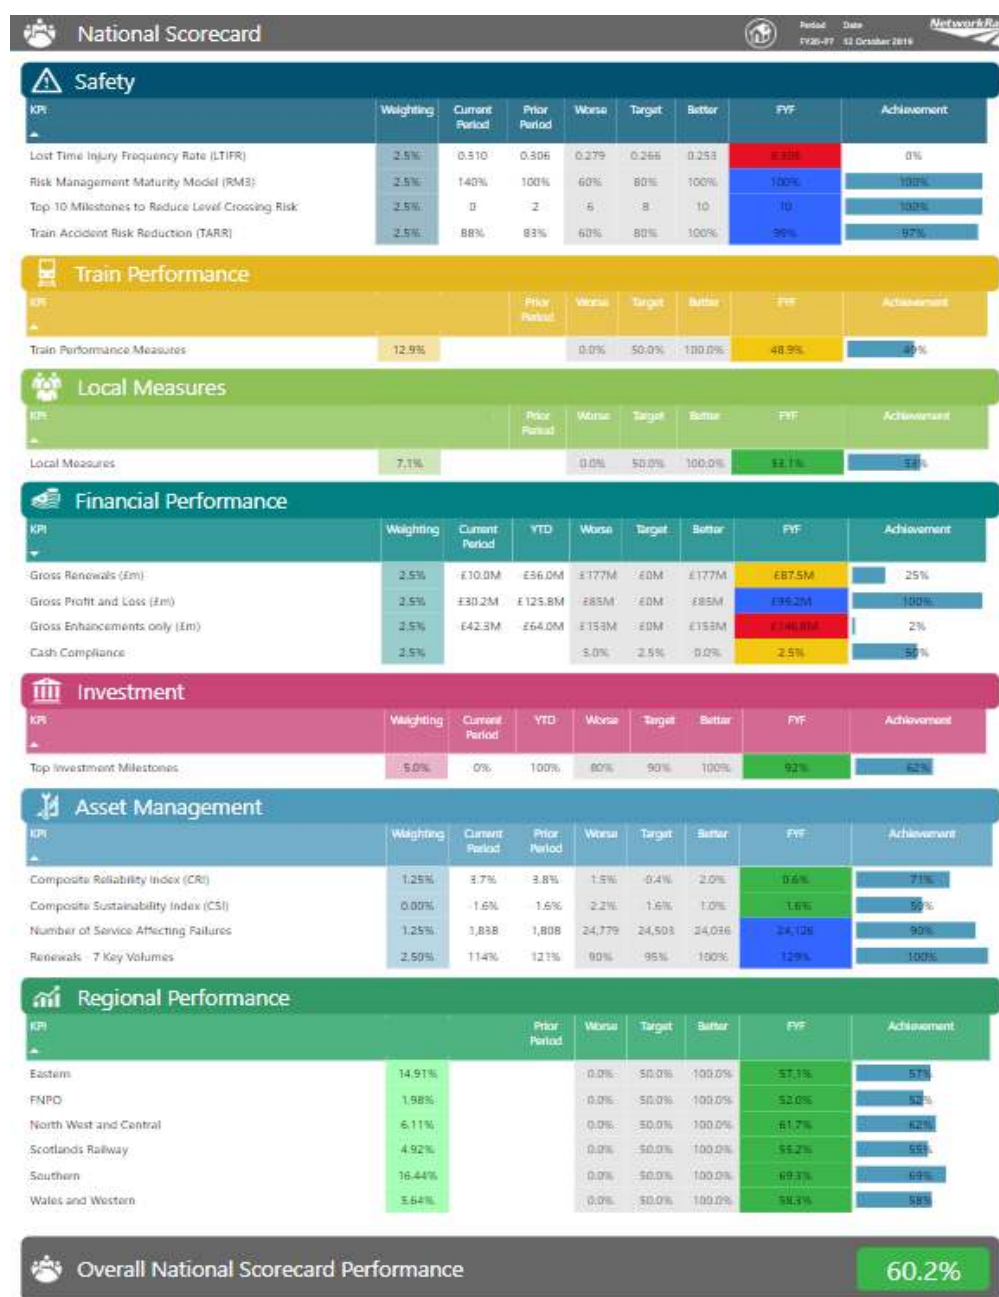 National Scorecard
Period Date
12 October 2019
NetworkRa
Safety
KPI Weighting Current Period Prior Period Worse Target Better FYF Achievement
Lost Time Injury Frequency Rate (LTIFR) 2.5% 0.310 0.306 0.279 0.266 0.253 0%
Risk Management Maturity Model (RM3) 2.5% 140% 100% 60% 80% 100% 100% 100%
Top 10 Milestones to Reduce Level Crossing Risk 2.5% 0 2 6 8 10 10 100%
Train Accident Risk Reduction (TARR) 2.5% 88% 83% 60% 80% 100% 99% 97%
Train Performance
KPI Prior Period Worse Target Better FYF Achievement
Train Performance Measures 12.9% 0.0% 50.0% 100.0% 48.9% 49%
Local Measures
KPI Prior Period Worse Target Better FYF Achievement
Local Measures 7.1% 0.0% 50.0% 100.0% 53.1% 53%
Financial Performance
KPI Weighting Current Period YTD Worse Target Better FYF Achievement
Gross Renewals (£m) 2.5% £10.0M £36.0M £177M £0M £177M £87.5M 25%
Gross Profit and Loss (£m) 2.5% £30.2M £125.8M £85M £0M £85M £99.2M 100%
Gross Enhancements only (£m) 2.5% £42.3M £64.0M £153M £0M £153M £146.8M 2%
Cash Compliance 2.5% 5.0% 2.5% 0.0% 2.5% 50%
Investment
KPI Weighting Current Period YTD Worse Target Better FYF Achievement
Top Investment Milestones 5.0% 0% 100% 80% 90% 100% 92% 62%
Asset Management
KPI Weighting Current Period Prior Period Worse Target Better FYF Achievement
Composite Reliability Index (CRI) 1.25% 3.7% 3.8% 1.5% -0.4% 2.0% 0.6% 71%
Composite Sustainability Index (CSI) 0.00% -1.6% 1.6% 2.2% 1.6% 1.0% 1.6% 50%
Number of Service Affecting Failures 1.25% 1,838 1,808 24,779 24,503 24,036 24,126 90%
Renewals - 7 Key Volumes 2.50% 114% 121% 90% 95% 100% 129% 100%
Regional Performance
KPI Prior Period Worse Target Better FYF Achievement
Eastern 14.91% 0.0% 50.0% 100.0% 57.1% 57%
FNPO 1.98% 0.0% 50.0% 100.0% 52.0% 52%
North West and Central 6.11% 0.0% 50.0% 100.0% 61.7% 62%
Scotlands Railway 4.92% 0.0% 50.0% 100.0% 55.2% 55%
Southern 16.44% 0.0% 50.0% 100.0% 69.3% 69%
Wales and Western 5.64% 0.0% 50.0% 100.0% 58.3% 58%
Overall National Scorecard Performance 60.2%